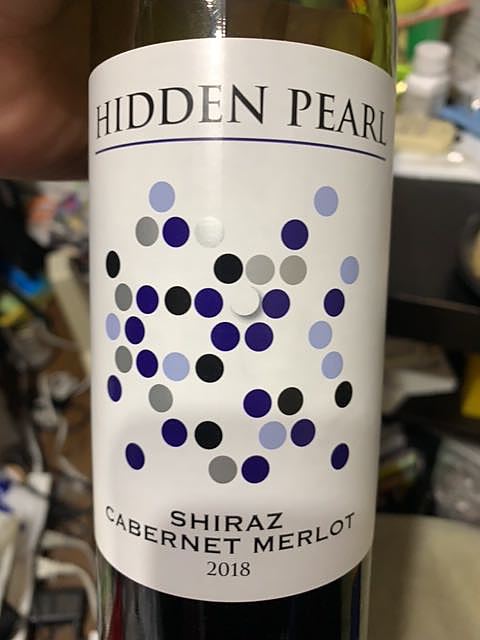 HIDDEN PEARL
SHIRAZ
CABERNET MERLOT
2018